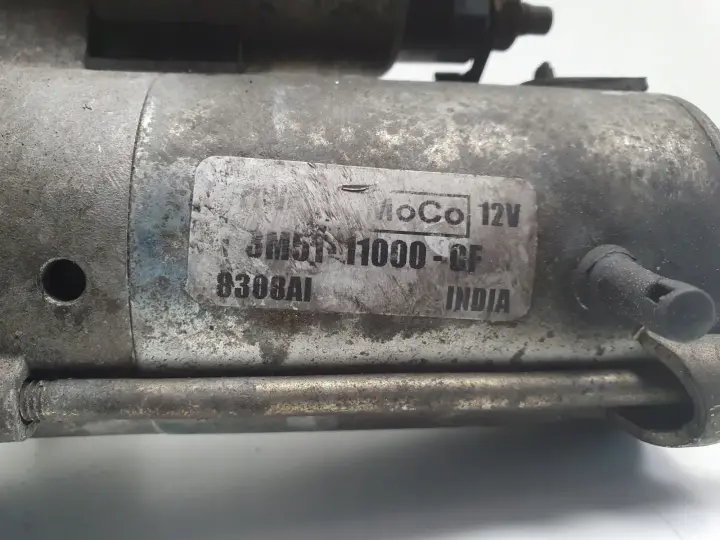 MoCo 12V
3M5T-11000-CF
8308AI INDIA